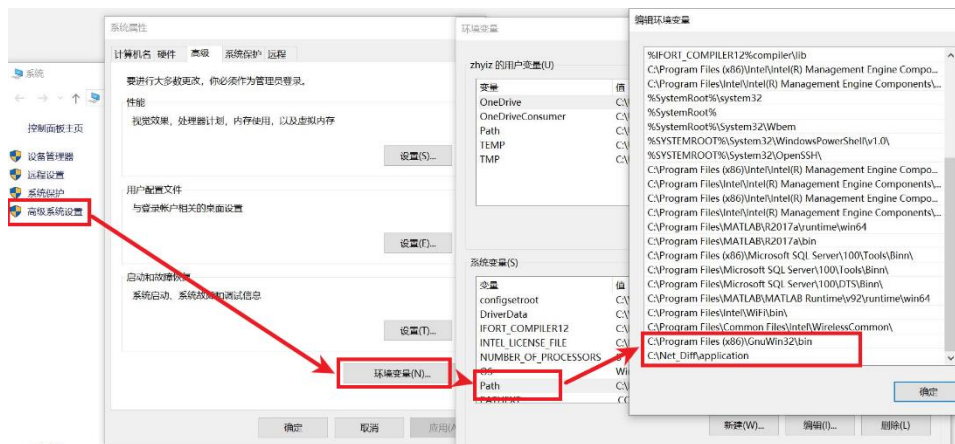 系统
控制面板主页
设备管理器
远程设置
系统保护
高级系统设置
系统属性
计算机名 硬件 高级 系统保护 远程
要进行大多数更改，你必须作为管理员登录。
性能
视觉效果，处理器计划，内存使用，以及虚拟内存
设置(S)...
用户配置文件
与登录帐户相关的桌面设置
设置(E)...
启动和故障恢复
系统启动、系统故障和调试信息
设置(T)...
环境变量(N)...
确定 取消 应用(A
环境变量
zhyiz 的用户变量(U)
变量 值
OneDrive C:\
OneDriveConsumer C:\
Path C:\
TEMP C:\
TMP C:\
系统变量(S)
变量 值
configsetroot C:\
DriverData C:\
IFORT_COMPILER12 C:\
INTEL_LICENSE_FILE C:\
NUMBER_OF_PROCESSORS
OS Wi
Path C:\
PATHEXT .CC
新建(W)... 编辑(I)... 删除(L)
编辑环境变量
%IFORT_COMPILER12%compiler\lib
C:\Program Files (x86)\Intel\Intel(R) Management Engine Compo...
C:\Program Files\Intel\Intel(R) Management Engine Components\...
%SystemRoot%\system32
%SystemRoot%
%SystemRoot%\System32\Wbem
%SYSTEMROOT%\System32\WindowsPowerShell\v1.0\
%SYSTEMROOT%\System32\OpenSSH\
C:\Program Files (x86)\Intel\Intel(R) Management Engine Compo...
C:\Program Files\Intel\Intel(R) Management Engine Components\...
C:\Program Files (x86)\Intel\Intel(R) Management Engine Compo...
C:\Program Files\Intel\Intel(R) Management Engine Components\...
C:\Program Files\MATLAB\R2017a\runtime\win64
C:\Program Files\MATLAB\R2017a\bin
C:\Program Files (x86)\Microsoft SQL Server\100\Tools\Binn\
C:\Program Files\Microsoft SQL Server\100\Tools\Binn\
C:\Program Files\Microsoft SQL Server\100\DTS\Binn\
C:\Program Files\MATLAB\MATLAB Runtime\v92\runtime\win64
C:\Program Files\Intel\WiFi\bin\
C:\Program Files\Common Files\Intel\WirelessCommon\
C:\Program Files (x86)\GnuWin32\bin
C:\Net_Diff\application
确定